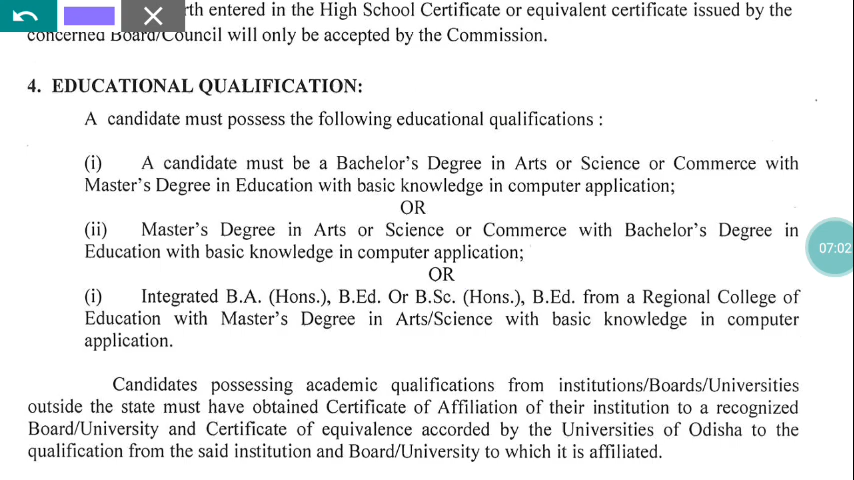 rth entered in the High School Certificate or equivalent certificate issued by the
concerned Board/Council will only be accepted by the Commission.
4. EDUCATIONAL QUALIFICATION:
A candidate must possess the following educational qualifications :
(i) A candidate must be a Bachelor's Degree in Arts or Science or Commerce with
Master's Degree in Education with basic knowledge in computer application;
OR
(ii) Master's Degree in Arts or Science or Commerce with Bachelor's Degree in
Education with basic knowledge in computer application;
07:02
OR
(i) Integrated B.A. (Hons.), B.Ed. Or B.Sc. (Hons.), B.Ed. from a Regional College of
Education with Master's Degree in Arts/Science with basic knowledge in computer
application.
Candidates possessing academic qualifications from institutions/Boards/Universities
outside the state must have obtained Certificate of Affiliation of their institution to a recognized
Board/University and Certificate of equivalence accorded by the Universities of Odisha to the
qualification from the said institution and Board/University to which it is affiliated.